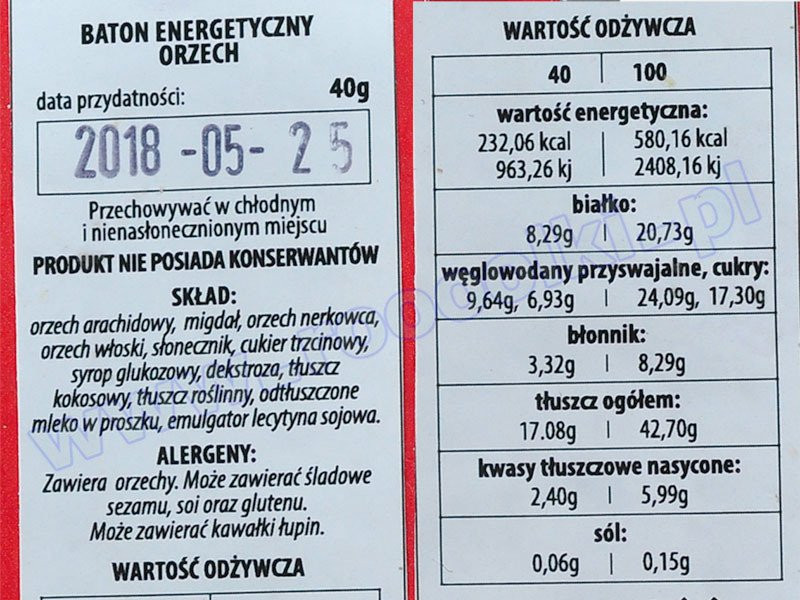 BATON ENERGETYCZNY
ORZECH
40g
data przydatności:
2018 -05- 25
Przechowywać w chłodnym
i nienasłonecznionym miejscu
PRODUKT NIE POSIADA KONSERWANTÓW
SKŁAD:
orzech arachidowy, migdał, orzech nerkowca,
orzech włoski, słonecznik, cukier trzcinowy,
syrop glukozowy, dekstroza, tłuszcz
kokosowy, tłuszcz roślinny, odtłuszczone
mleko w proszku, emulgator lecytyna sojowa.
ALERGENY:
Zawiera orzechy. Może zawierać śladowe
sezamu, soi oraz glutenu.
Może zawierać kawałki łupin.
WARTOŚĆ ODŻYWCZA
WARTOŚĆ ODŻYWCZA
40 | 100
wartość energetyczna:
232,06 kcal | 580,16 kcal
963,26 kj | 2408,16 kj
białko:
8,29g | 20,73g
węglowodany przyswajalne, cukry:
9,64g, 6,93g | 24,09g, 17,30g
błonnik:
3,32g | 8,29g
tłuszcz ogółem:
17.08g | 42,70g
kwasy tłuszczowe nasycone:
2,40g | 5,99g
sól:
0,06g | 0,15g